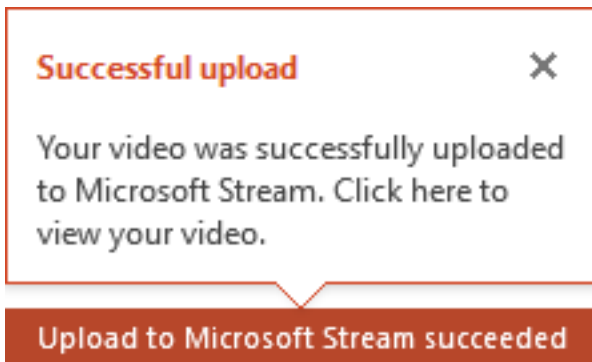 Successful upload
Your video was successfully uploaded
to Microsoft Stream. Click here to
view your video.
Upload to Microsoft Stream succeeded